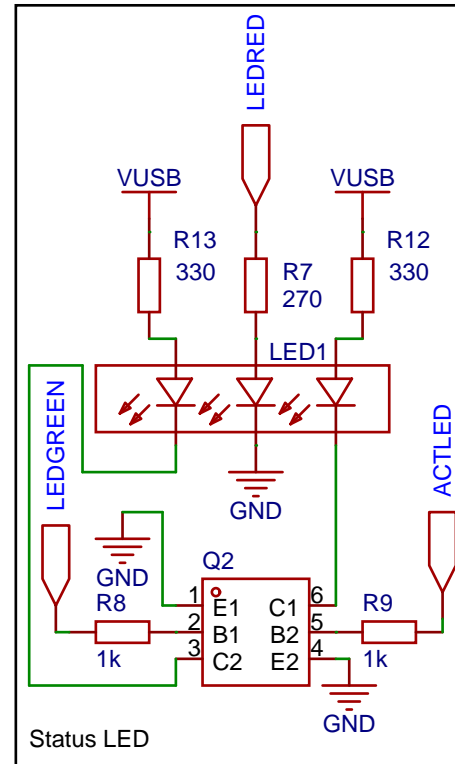 LEDRED
VUSB
VUSB
R13
330
R7
270
R12
330
LED1
LEDGREEN
ACTLED
GND
GND
Q2
1 E1 C1 6
2 B1 B2 5
3 C2 E2 4
R8
1k
R9
1k
GND
Status LED